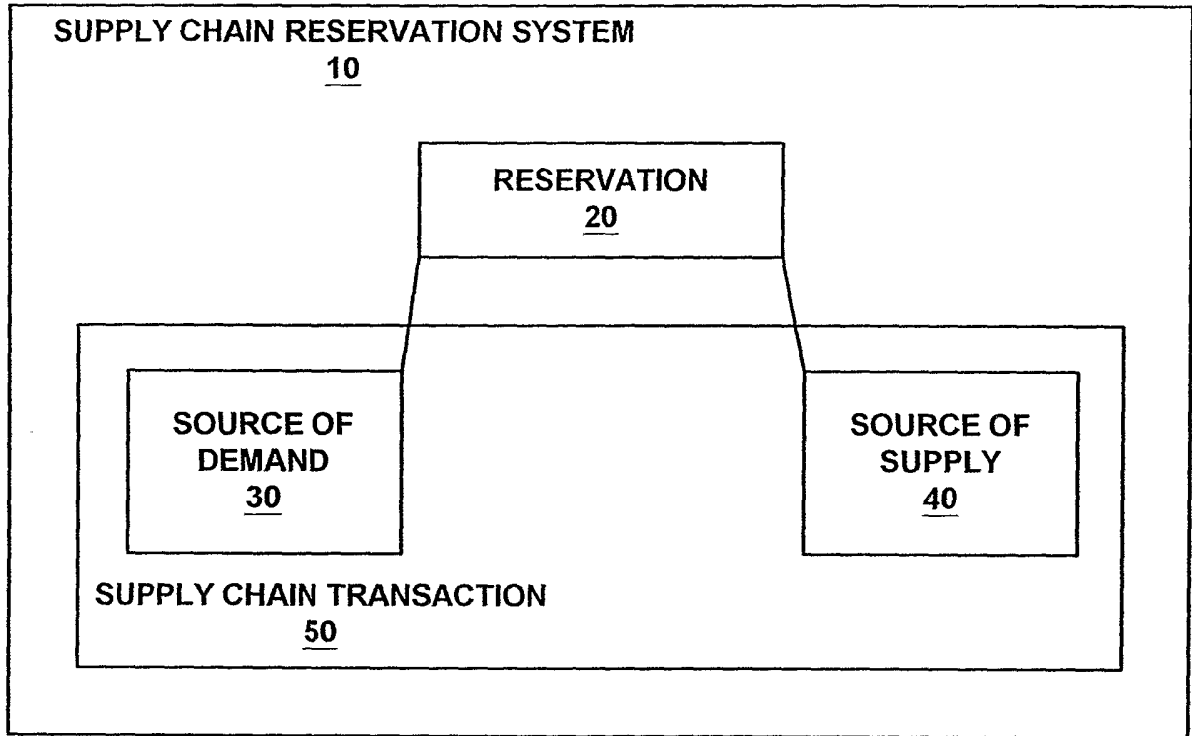 SUPPLY CHAIN RESERVATION SYSTEM
10
RESERVATION
20
SOURCE OF
DEMAND
30
SOURCE OF
SUPPLY
40
SUPPLY CHAIN TRANSACTION
50